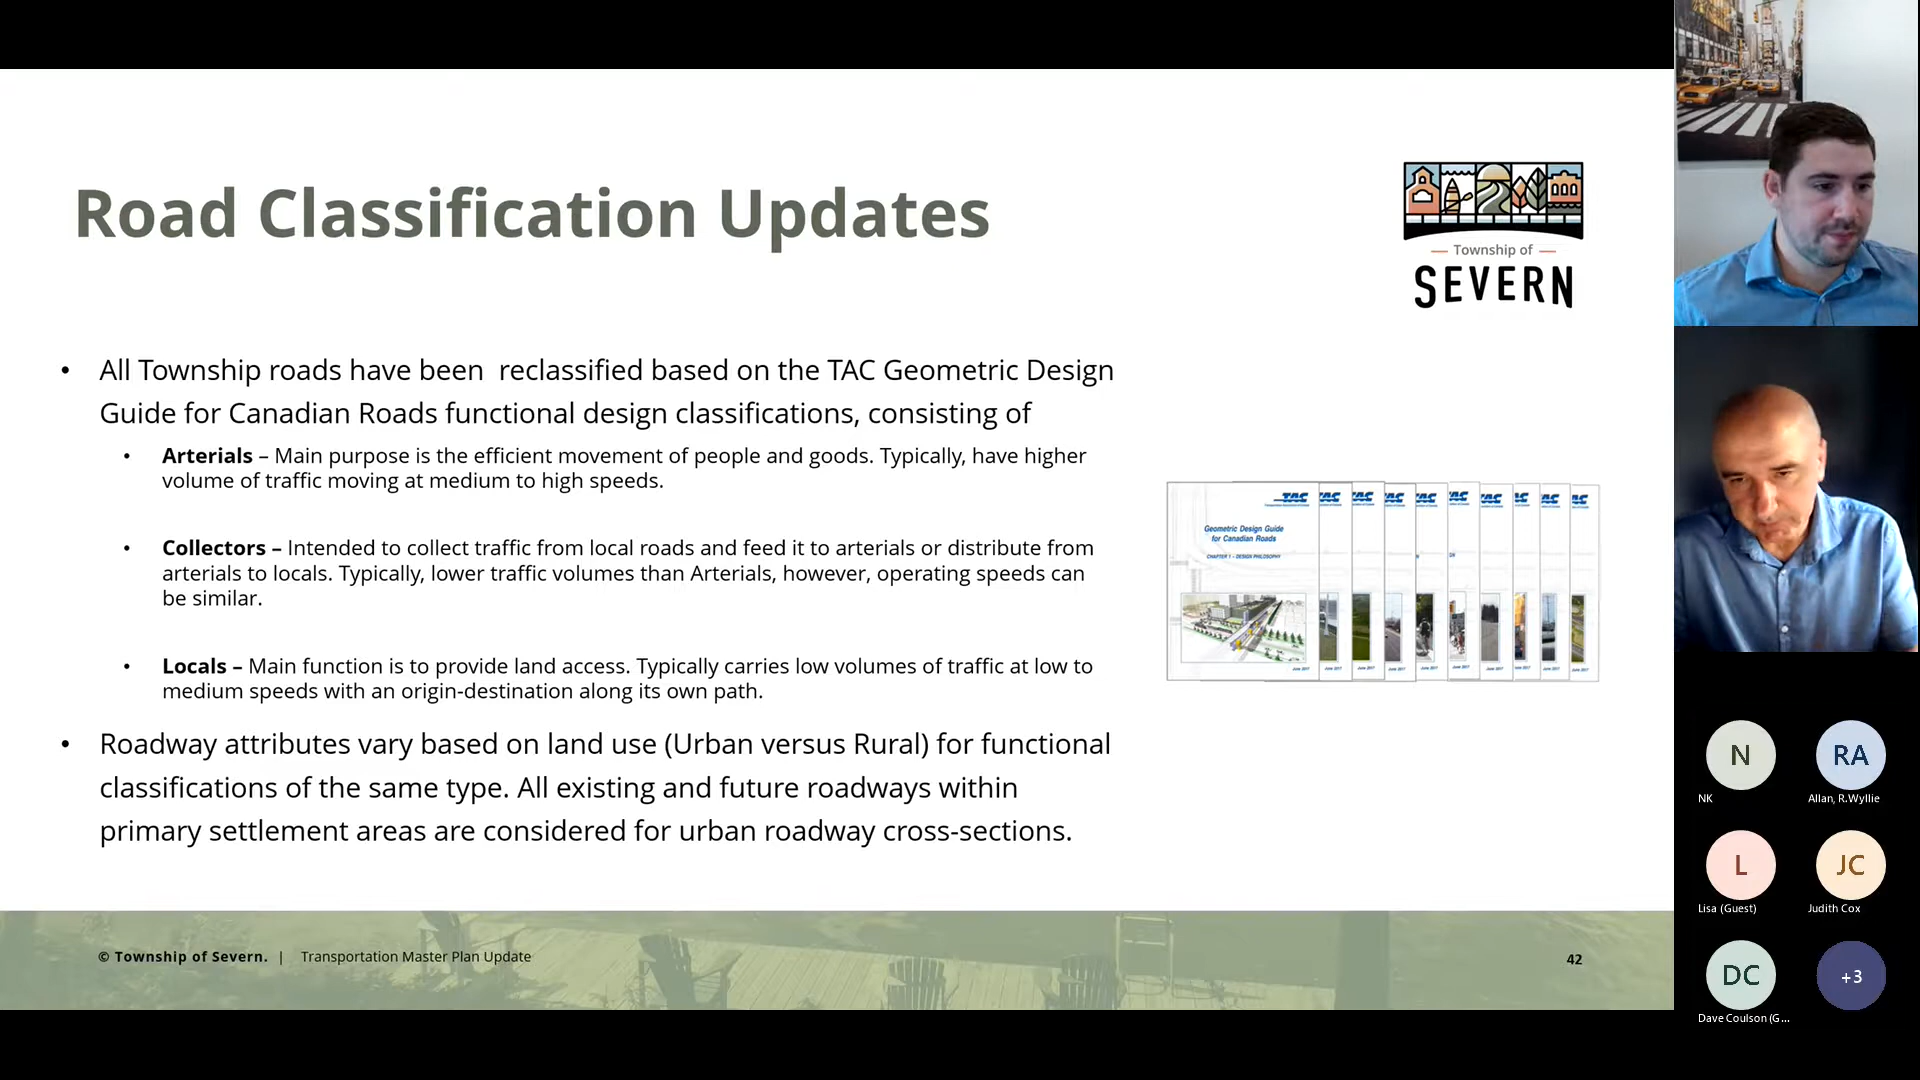 Road Classification Updates
Township of
SEVERN
• All Township roads have been  reclassified based on the TAC Geometric Design
Guide for Canadian Roads functional design classifications, consisting of
• Arterials – Main purpose is the efficient movement of people and goods. Typically, have higher
volume of traffic moving at medium to high speeds.
• Collectors – Intended to collect traffic from local roads and feed it to arterials or distribute from
arterials to locals. Typically, lower traffic volumes than Arterials, however, operating speeds can
be similar.
• Locals – Main function is to provide land access. Typically carries low volumes of traffic at low to
medium speeds with an origin-destination along its own path.
• Roadway attributes vary based on land use (Urban versus Rural) for functional
classifications of the same type. All existing and future roadways within
primary settlement areas are considered for urban roadway cross-sections.
TAC
Geometric Design Guide
for Canadian Roads
CHAPTER 1 – DESIGN PHILOSOPHY
June 2017
© Township of Severn. | Transportation Master Plan Update
42
N
NK
RA
Allan, R.Wyllie
L
Lisa (Guest)
JC
Judith Cox
DC
Dave Coulson (G...
+3